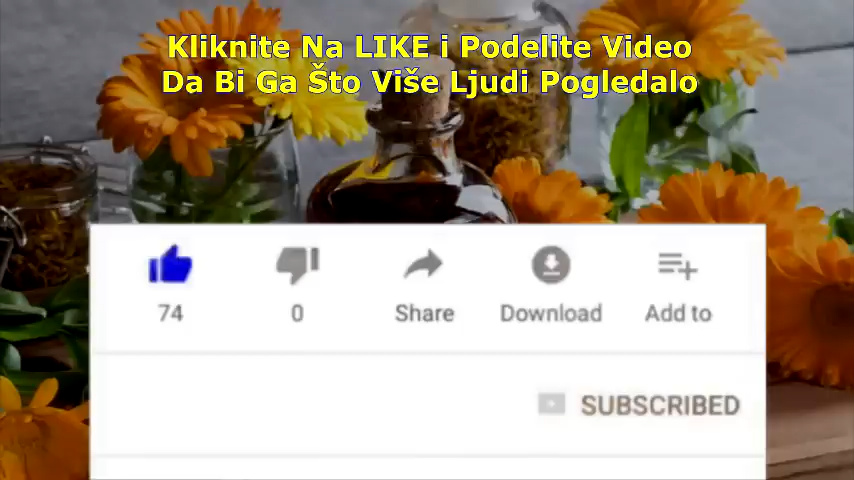 Kliknite Na LIKE i Podelite Video
Da Bi Ga Što Više Ljudi Pogledalo
74 0 Share Download Add to
SUBSCRIBED